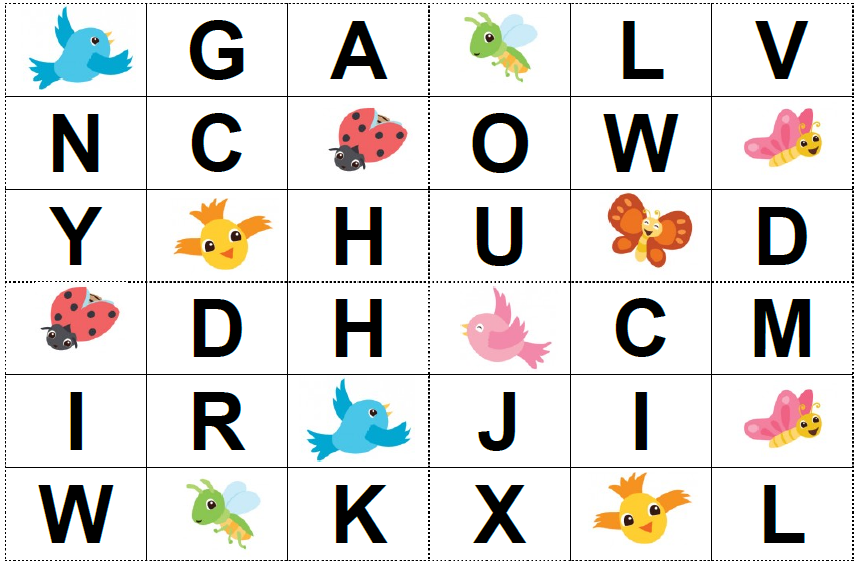 G A L V
N C O W
Y H U D
D H C M
I R J I
W K X L